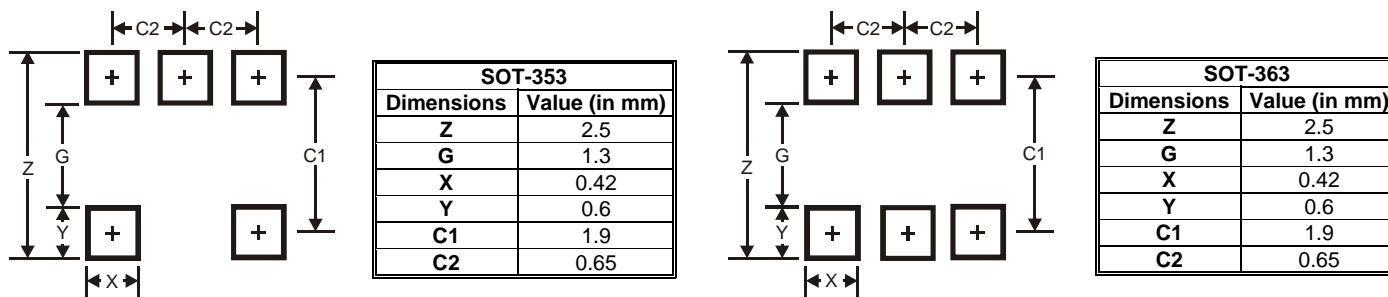 C2 C2
Z
G
C1
Y
X
SOT-353
Dimensions Value (in mm)
Z 2.5
G 1.3
X 0.42
Y 0.6
C1 1.9
C2 0.65
C2 C2
Z
G
C1
Y
X
SOT-363
Dimensions Value (in mm)
Z 2.5
G 1.3
X 0.42
Y 0.6
C1 1.9
C2 0.65